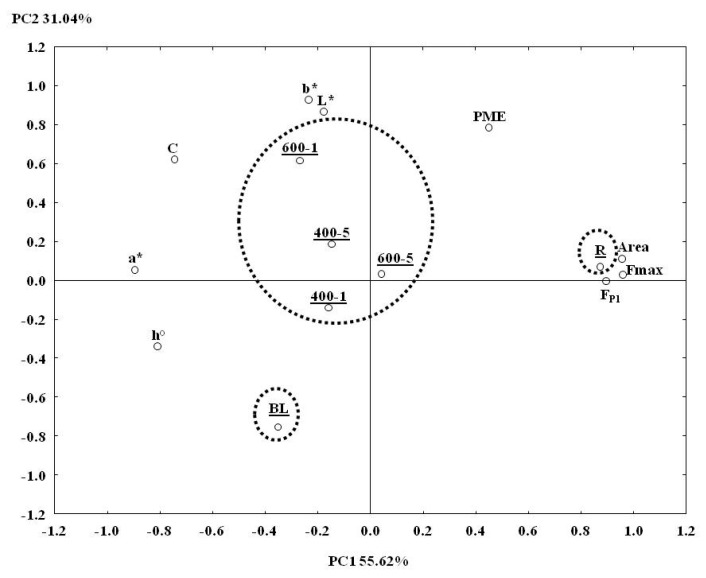 PC2 31.04%
1.2
1.0
b*
L*
PME
0.8
600-1
C
0.6
0.4
400-5
R
Area
0.2
a*
600-5
Fmax
0.0
400-1
FP1
-0.2
h°
-0.4
-0.6
BL
-0.8
-1.0
-1.2
-1.2 -1.0 -0.8 -0.6 -0.4 -0.2 0.0 0.2 0.4 0.6 0.8 1.0 1.2
PC1 55.62%